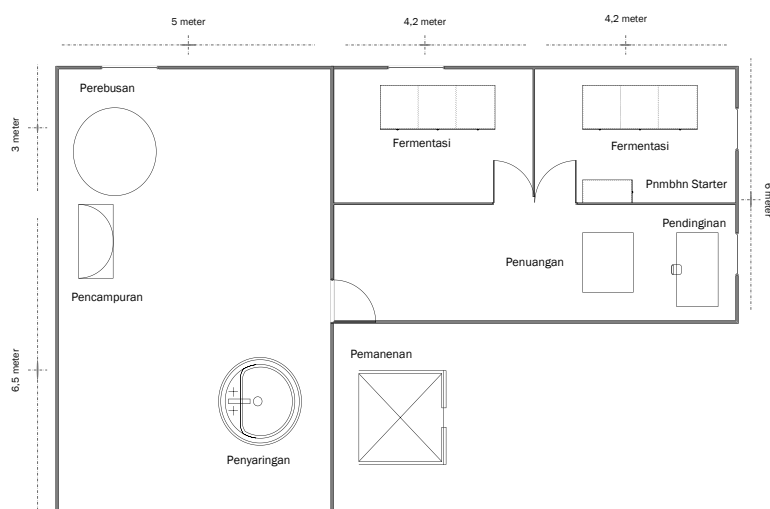 5 meter
4,2 meter
4,2 meter
3 meter
6,5 meter
6 meter
Perebusan
Pencampuran
Penyaringan
Fermentasi
Fermentasi
Pnmbhn Starter
Pendinginan
Penuangan
Pemanenan